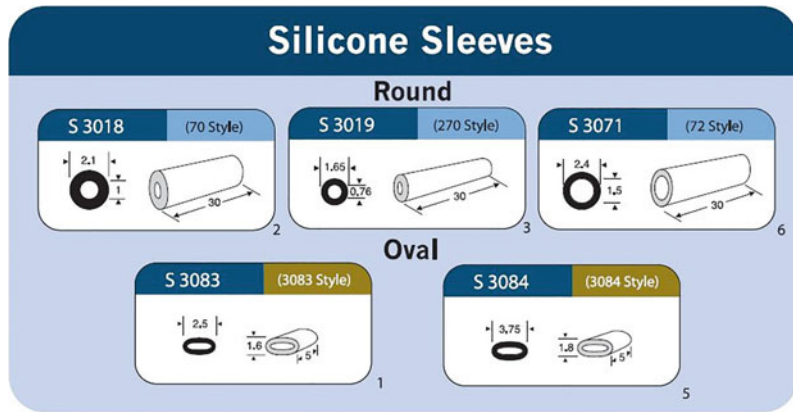 Silicone Sleeves
Round
S 3018 (70 Style)
2.1
1
30
2
S 3019 (270 Style)
1.65
0.76
30
3
S 3071 (72 Style)
2.4
1.5
30
6
Oval
S 3083 (3083 Style)
2.5
1.6
5
1
S 3084 (3084 Style)
3.75
1.8
5
5